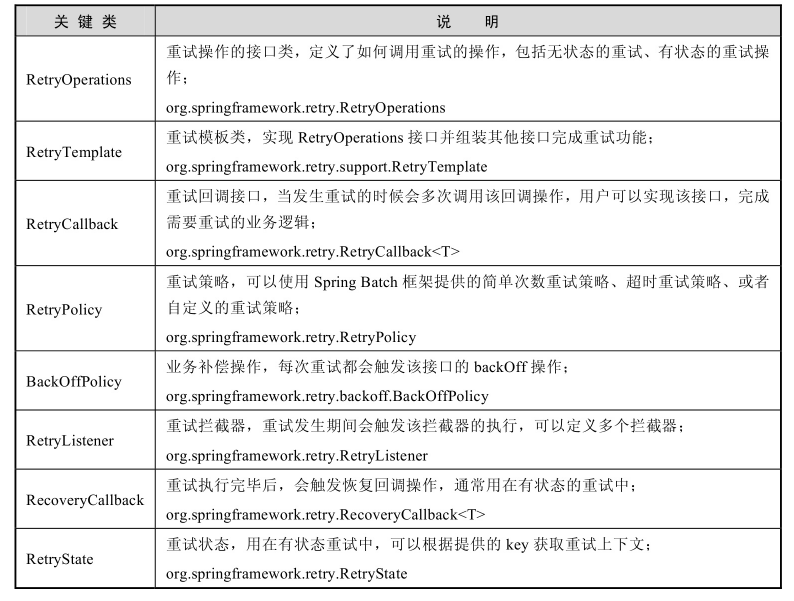 关键类 说明
RetryOperations
重试操作的接口类，定义了如何调用重试的操作，包括无状态的重试、有状态的重试操
作；
org.springframework.retry.RetryOperations
RetryTemplate
重试模板类，实现 RetryOperations 接口并组装其他接口完成重试功能；
org.springframework.retry.support.RetryTemplate
RetryCallback
重试回调接口，当发生重试的时候会多次调用该回调操作，用户可以实现该接口，完成
需要重试的业务逻辑；
org.springframework.retry.RetryCallback<T>
RetryPolicy
重试策略，可以使用 Spring Batch 框架提供的简单次数重试策略、超时重试策略、或者
自定义的重试策略；
org.springframework.retry.RetryPolicy
BackOffPolicy
业务补偿操作，每次重试都会触发该接口的 backOff 操作；
org.springframework.retry.backoff.BackOffPolicy
RetryListener
重试拦截器，重试发生期间会触发该拦截器的执行，可以定义多个拦截器；
org.springframework.retry.RetryListener
RecoveryCallback
重试执行完毕后，会触发恢复回调操作，通常用在有状态的重试中；
org.springframework.retry.RecoveryCallback<T>
RetryState
重试状态，用在有状态重试中，可以根据提供的 key 获取重试上下文；
org.springframework.retry.RetryState